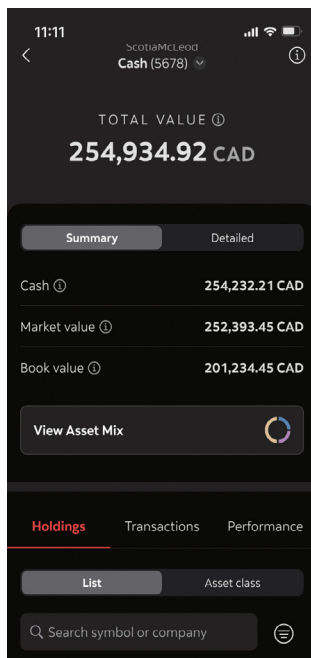 11:11
ScotiaMcLeod
Cash (5678)
TOTAL VALUE
254,934.92 CAD
Summary Detailed
Cash 254,232.21 CAD
Market value 252,393.45 CAD
Book value 201,234.45 CAD
View Asset Mix
Holdings Transactions Performance
List Asset class
Search symbol or company